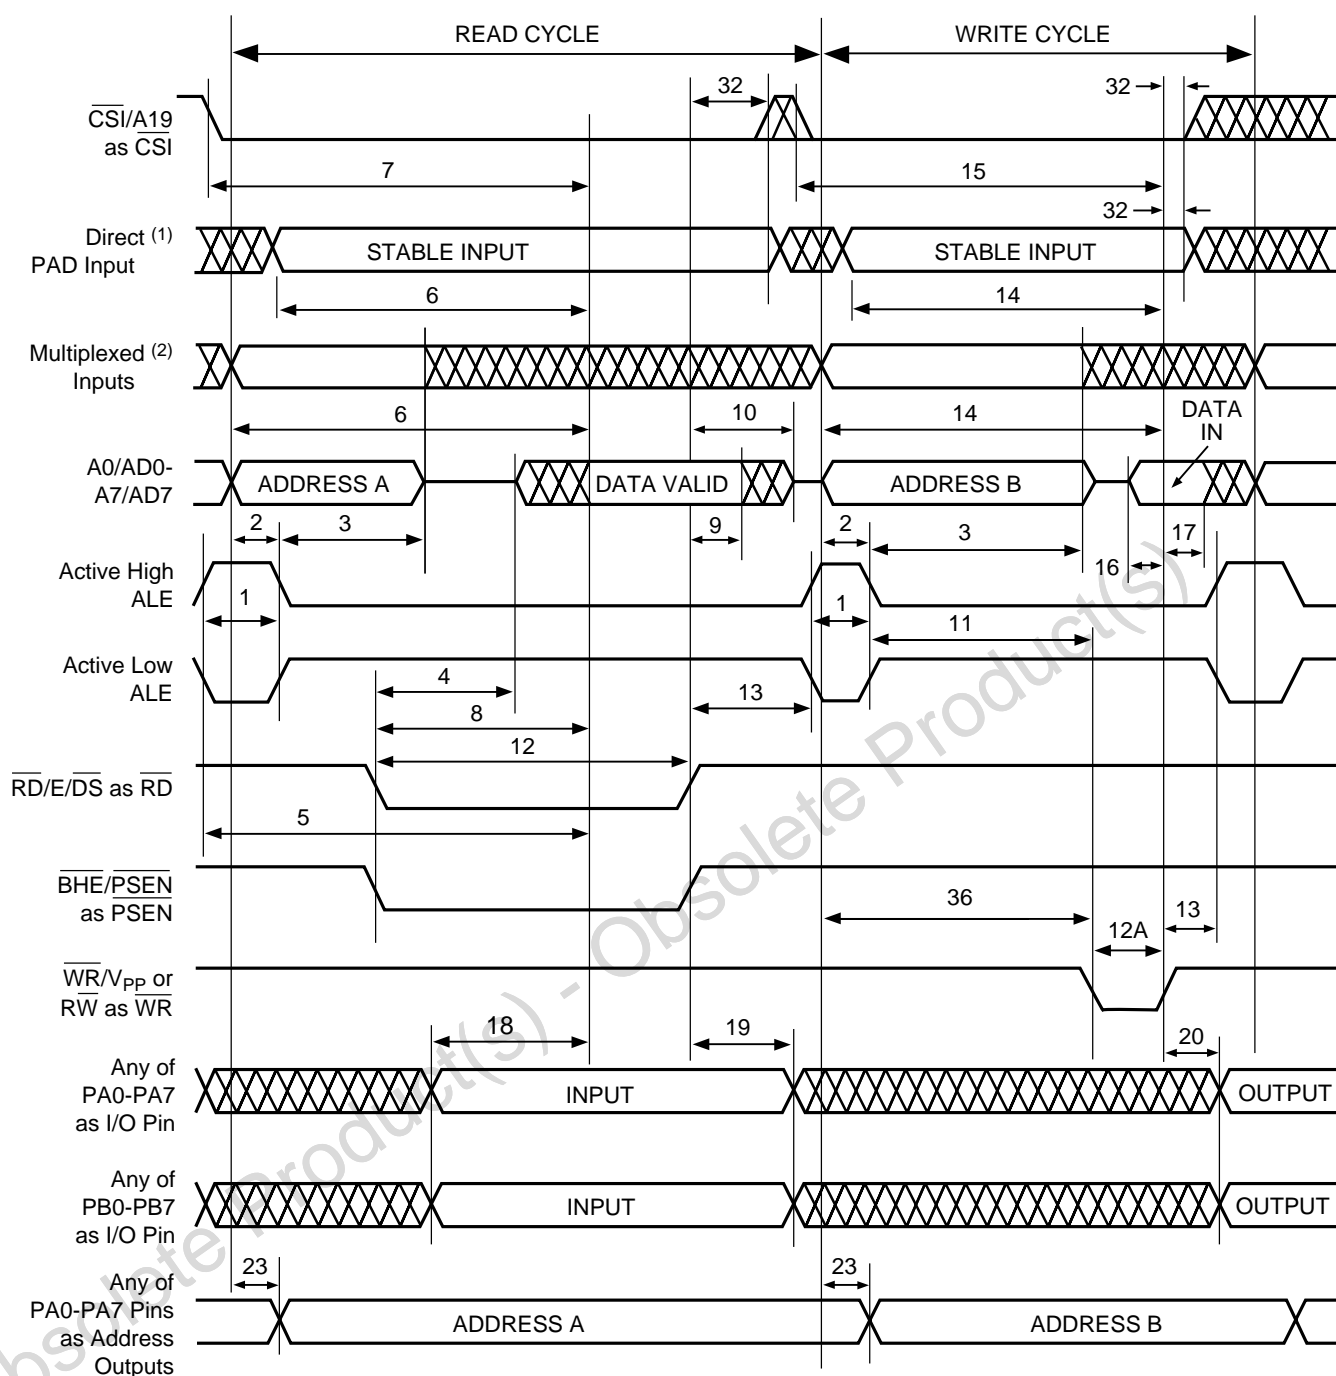 READ CYCLE
WRITE CYCLE
32
32
CSI/A19
as CSI
7
15
32
Direct (1)
PAD Input
STABLE INPUT
STABLE INPUT
6
14
Multiplexed (2)
Inputs
6
10
14
DATA
IN
A0/AD0-
A7/AD7
ADDRESS A
DATA VALID
ADDRESS B
2
3
9
2
3
17
16
Active High
ALE
1
1
11
Active Low
ALE
4
13
8
12
RD/E/DS as RD
5
BHE/PSEN
as PSEN
36
13
12A
WR/VPP or
RW as WR
18
19
20
Any of
PA0-PA7
as I/O Pin
INPUT
OUTPUT
Any of
PB0-PB7
as I/O Pin
INPUT
OUTPUT
23
23
Any of
PA0-PA7 Pins
as Address
Outputs
ADDRESS A
ADDRESS B
Obsolete Product(s) - Obsolete Product(s)